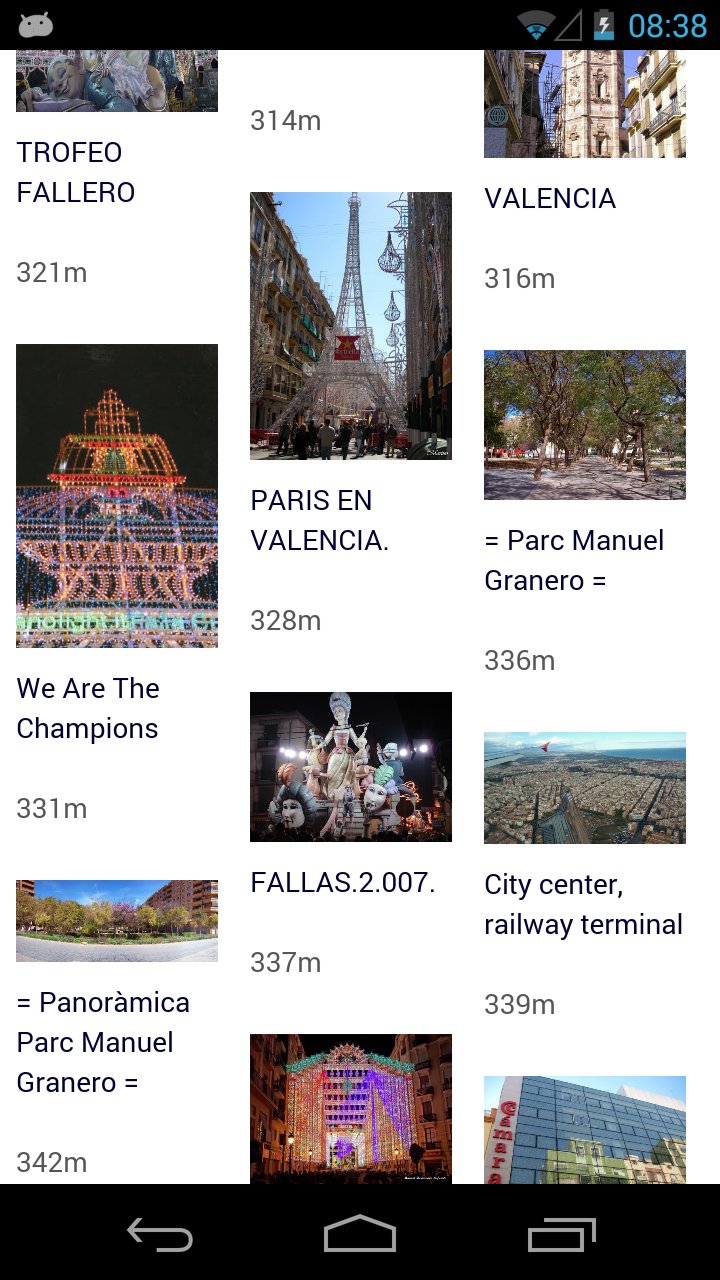 08:38
TROFEO
FALLERO
321m
We Are The
Champions
331m
= Panoràmica
Parc Manuel
Granero =
342m
314m
PARIS EN
VALENCIA.
328m
FALLAS.2.007.
337m
VALENCIA
316m
= Parc Manuel
Granero =
336m
City center,
railway terminal
339m
Cámara